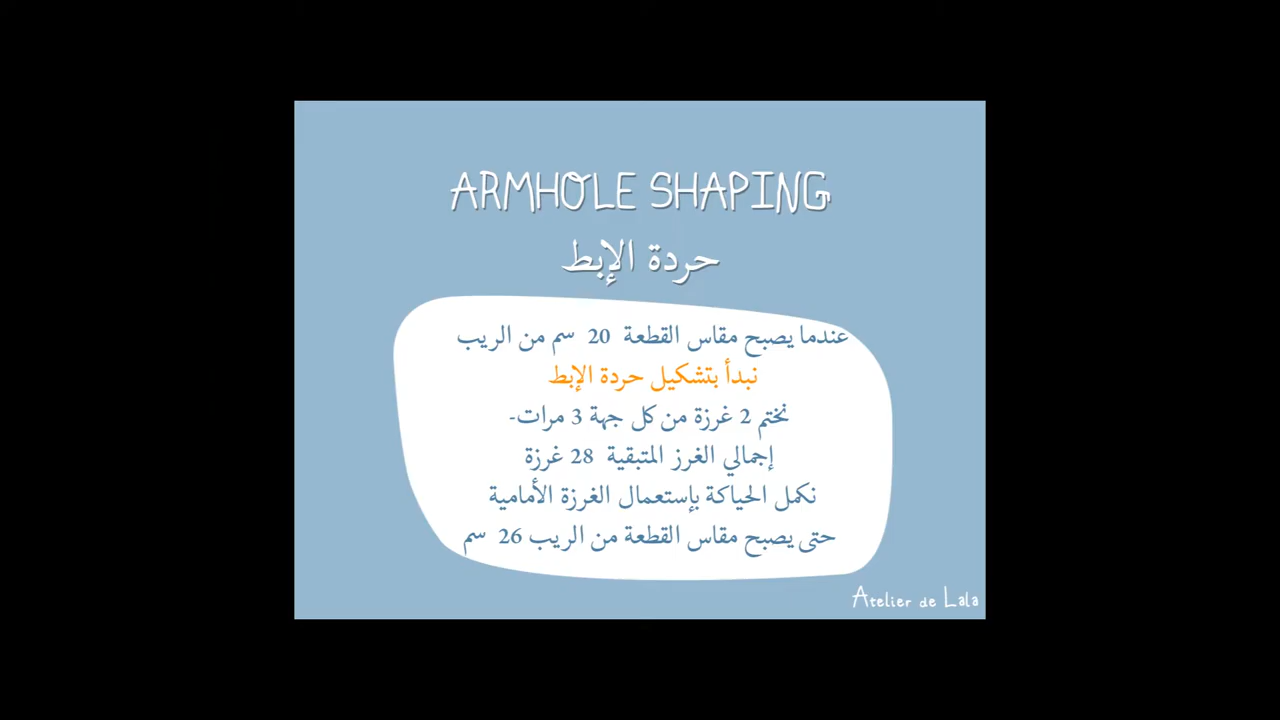 ARMHOLE SHAPING
حردة الإبط
عندما يصبح مقاس القطعة 20 سم من الريب
نبدأ بتشكيل حردة الإبط
نختم 2 غرزة من كل جهة 3 مرات-
إجمالي الغرز المتبقية 28 غرزة
نكمل الحياكة بإستعمال الغرزة الأمامية
حتى يصبح مقاس القطعة من الريب 26 سم
Atelier de Lala